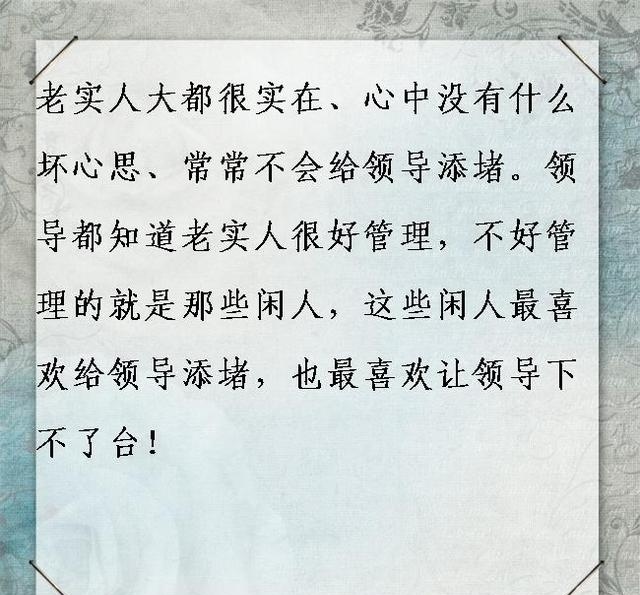 老实人大都很实在、心中没有什么
坏心思、常常不会给领导添堵。领
导都知道老实人很好管理，不好管
理的就是那些闲人，这些闲人最喜
欢给领导添堵，也最喜欢让领导下
不了台！